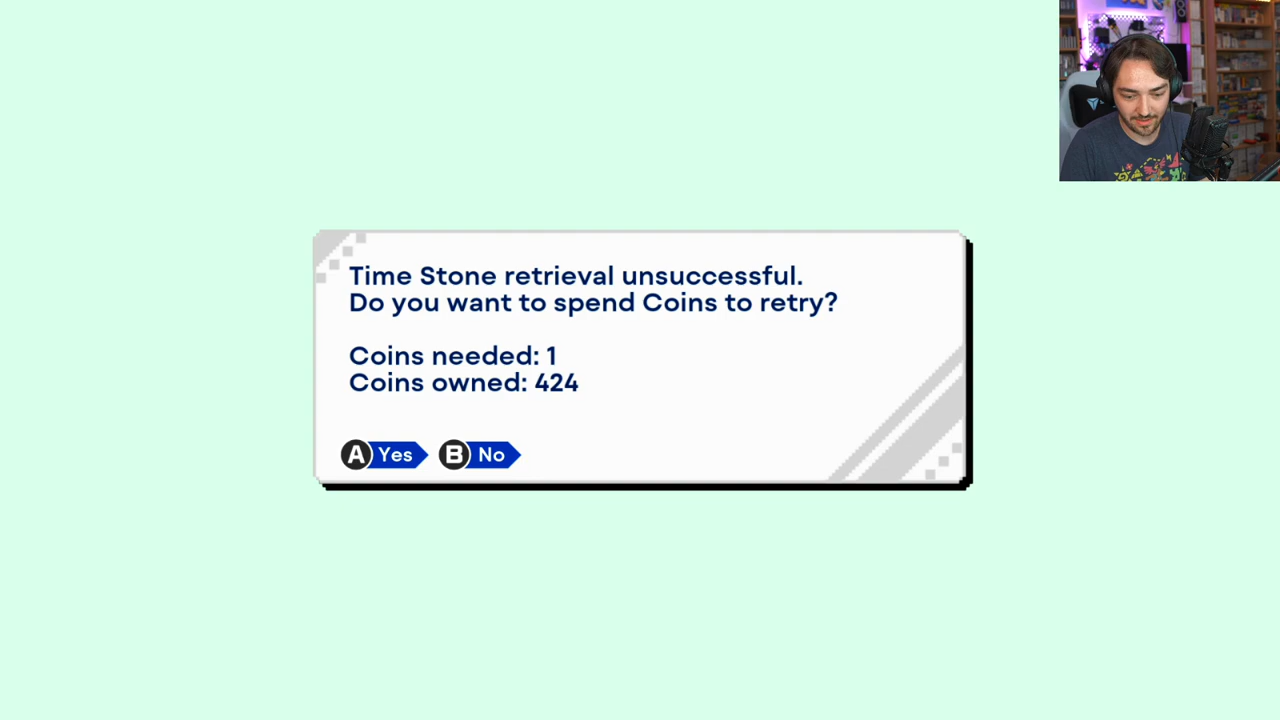 Time Stone retrieval unsuccessful.
Do you want to spend Coins to retry?
Coins needed: 1
Coins owned: 424
A Yes B No